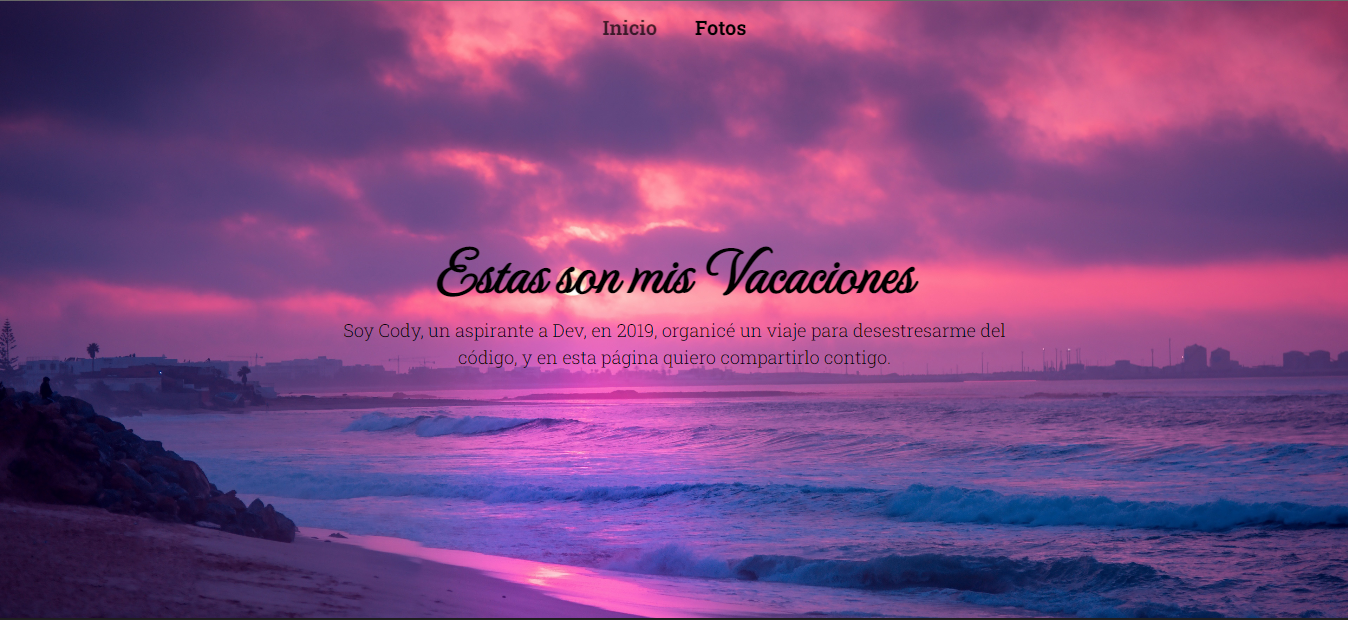 Inicio Fotos
Estas son mis Vacaciones
Soy Cody, un aspirante a Dev, en 2019, organicé un viaje para desestresarme del
código, y en esta página quiero compartirlo contigo.